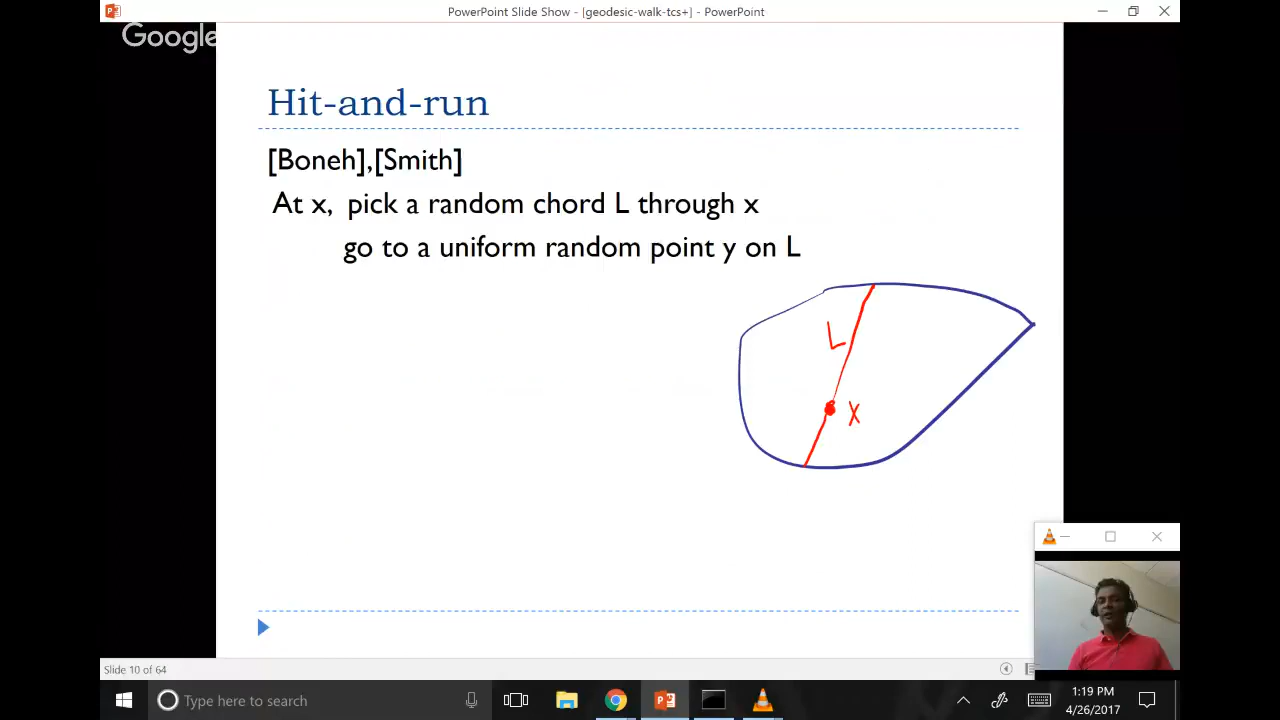 PowerPoint Slide Show - [geodesic-walk-tcs+] - PowerPoint
Google
Hit-and-run
[Boneh],[Smith]
At x, pick a random chord L through x
go to a uniform random point y on L
L
X
Slide 10 of 64
Type here to search
1:19 PM
4/26/2017